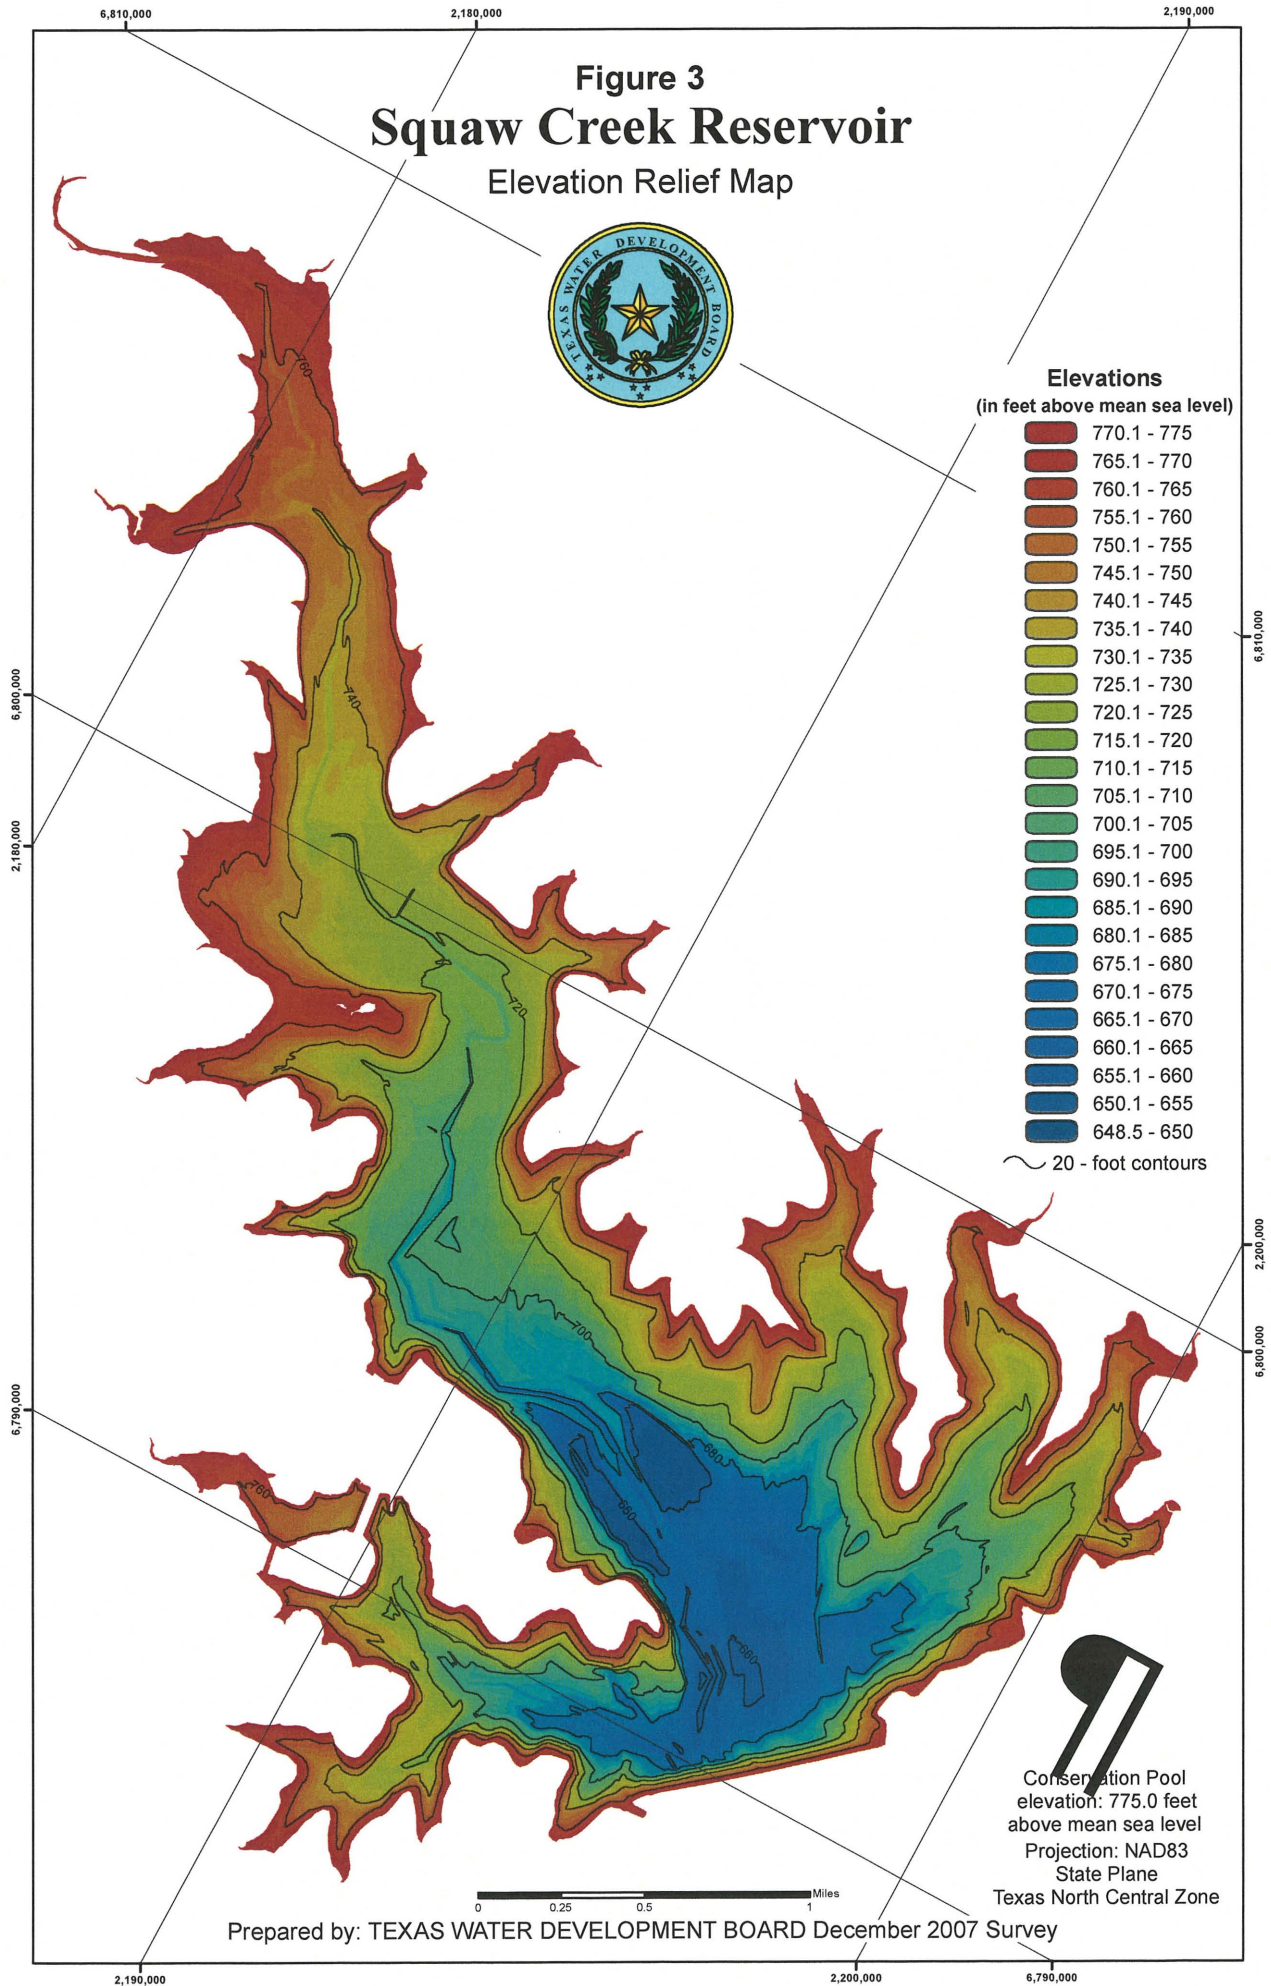 6,810,000
2,180,000
2,190,000
Figure 3
Squaw Creek Reservoir
Elevation Relief Map
TEXAS WATER DEVELOPMENT BOARD
Elevations
(in feet above mean sea level)
770.1 - 775
765.1 - 770
760.1 - 765
755.1 - 760
750.1 - 755
745.1 - 750
740.1 - 745
735.1 - 740
730.1 - 735
725.1 - 730
720.1 - 725
715.1 - 720
710.1 - 715
705.1 - 710
700.1 - 705
695.1 - 700
690.1 - 695
685.1 - 690
680.1 - 685
675.1 - 680
670.1 - 675
665.1 - 670
660.1 - 665
655.1 - 660
650.1 - 655
648.5 - 650
20 - foot contours
760
740
720
700
680
660
760
660
6,800,000
2,180,000
6,790,000
6,810,000
2,200,000
6,800,000
Conservation Pool
elevation: 775.0 feet
above mean sea level
Projection: NAD83
State Plane
Texas North Central Zone
Miles
0 0.25 0.5 1
Prepared by: TEXAS WATER DEVELOPMENT BOARD December 2007 Survey
2,190,000
2,200,000
6,790,000